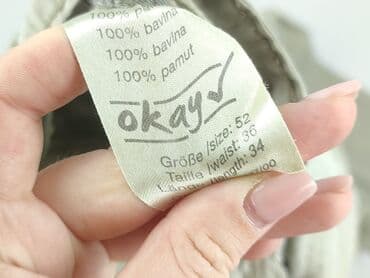 100% bavlna
100% bavlna
100% pamut
okay
Größe /size: 52
Taille /waist: 36
Länge /length: 34